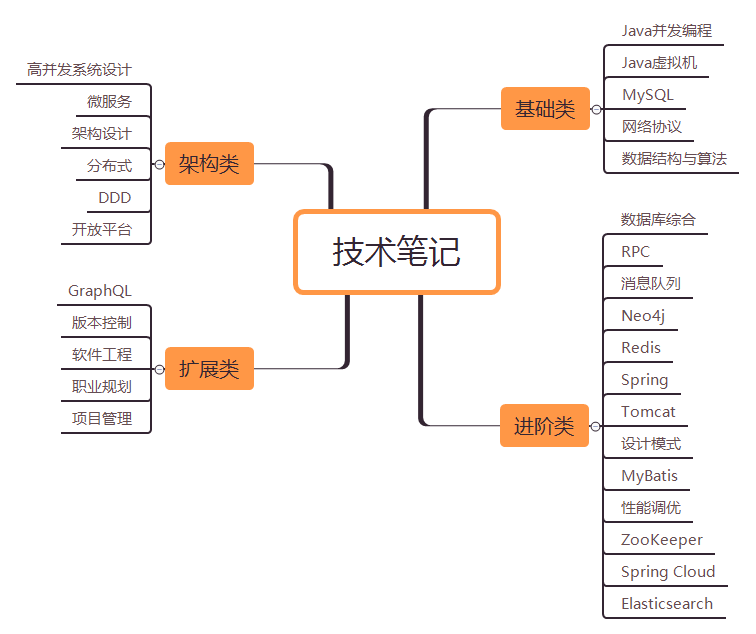 技术笔记
基础类
Java并发编程
Java虚拟机
MySQL
网络协议
数据结构与算法
进阶类
数据库综合
RPC
消息队列
Neo4j
Redis
Spring
Tomcat
设计模式
MyBatis
性能调优
ZooKeeper
Spring Cloud
Elasticsearch
架构类
高并发系统设计
微服务
架构设计
分布式
DDD
开放平台
扩展类
GraphQL
版本控制
软件工程
职业规划
项目管理